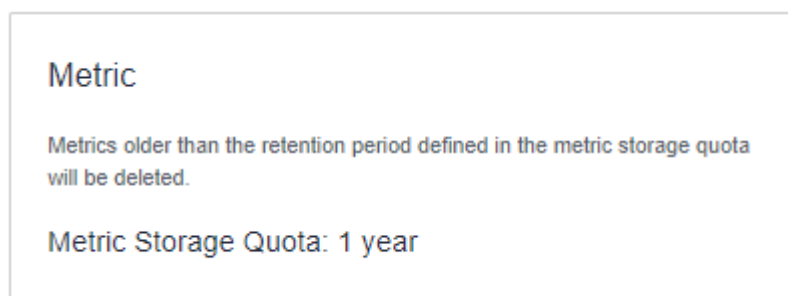 Metric
Metrics older than the retention period defined in the metric storage quota
will be deleted.
Metric Storage Quota: 1 year